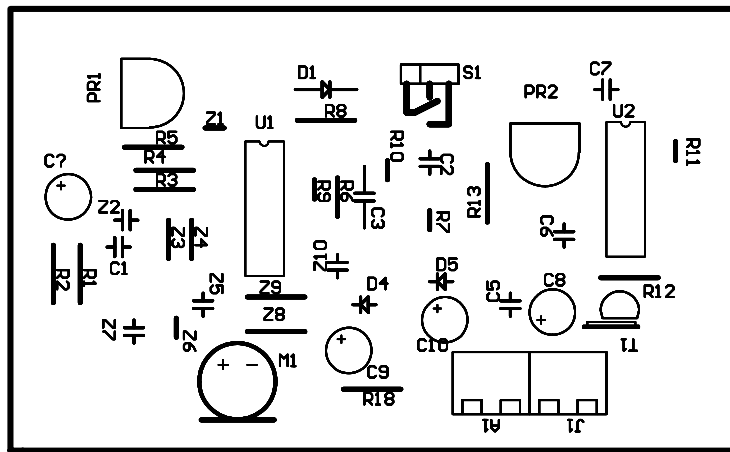 D1
S1
C7
PR1
PR2
R8
U2
Z1
U1
R5
R10
R11
C?
R4
C2
R3
R9
R6
R13
Z2
C3
R7
C6
Z3
Z4
C1
Z10
D5
R2
R1
Z5
Z9
D4
C5
C8
R12
Z8
Z7
Z6
C10
T1
M1
C9
R18
A1
J1